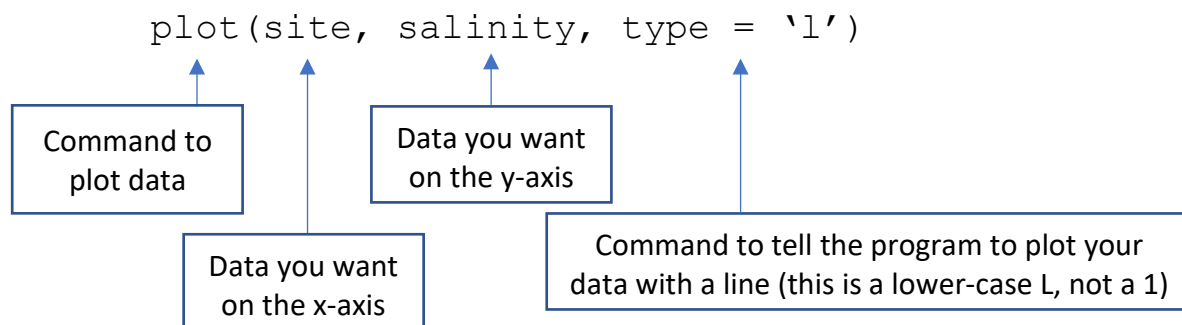 plot(site, salinity, type = ‘l’)
Command to
plot data
Data you want
on the x-axis
Data you want
on the y-axis
Command to tell the program to plot your
data with a line (this is a lower-case L, not a 1)